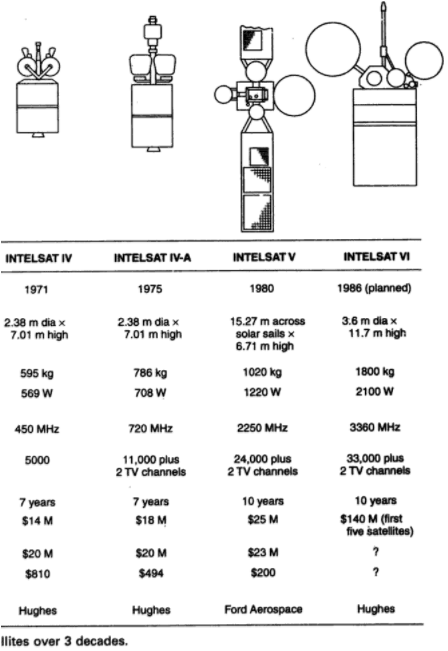 INTELSAT IV INTELSAT IV-A INTELSAT V INTELSAT VI
1971 1975 1980 1986 (planned)
2.38 m dia × 2.38 m dia × 15.27 m across 3.6 m dia ×
7.01 m high 7.01 m high solar sails × 11.7 m high
6.71 m high
595 kg 786 kg 1020 kg 1800 kg
569 W 708 W 1220 W 2100 W
450 MHz 720 MHz 2250 MHz 3360 MHz
5000 11,000 plus 24,000 plus 33,000 plus
2 TV channels 2 TV channels 2 TV channels
7 years 7 years 10 years 10 years
$14 M $18 M $25 M $140 M (first
five satellites)
$20 M $20 M $23 M ?
$810 $494 $200 ?
Hughes Hughes Ford Aerospace Hughes
llites over 3 decades.